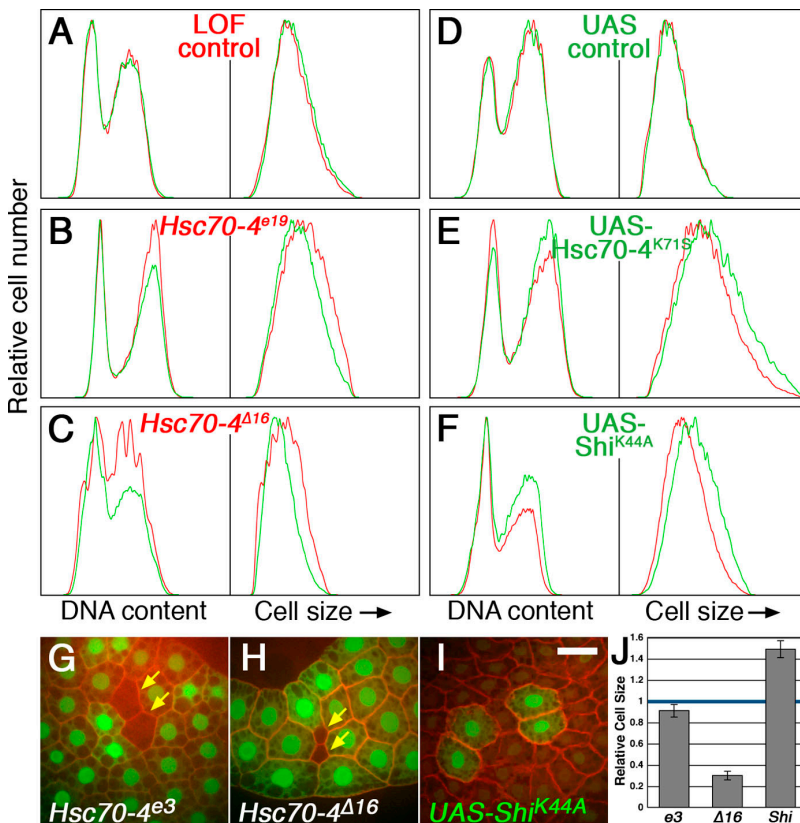 A
LOF
control
D
UAS
control
B
Hsc70-4e19
E
UAS-
Hsc70-4K71S
C
Hsc70-4Δ16
F
UAS-
ShiK44A
Relative cell number
DNA content
Cell size →
DNA content
Cell size →
G
Hsc70-4e3
H
Hsc70-4Δ16
I
UAS-ShiK44A
J
Relative Cell Size
1.6
1.4
1.2
1
0.8
0.6
0.4
0.2
0
e3
Δ16
Shi